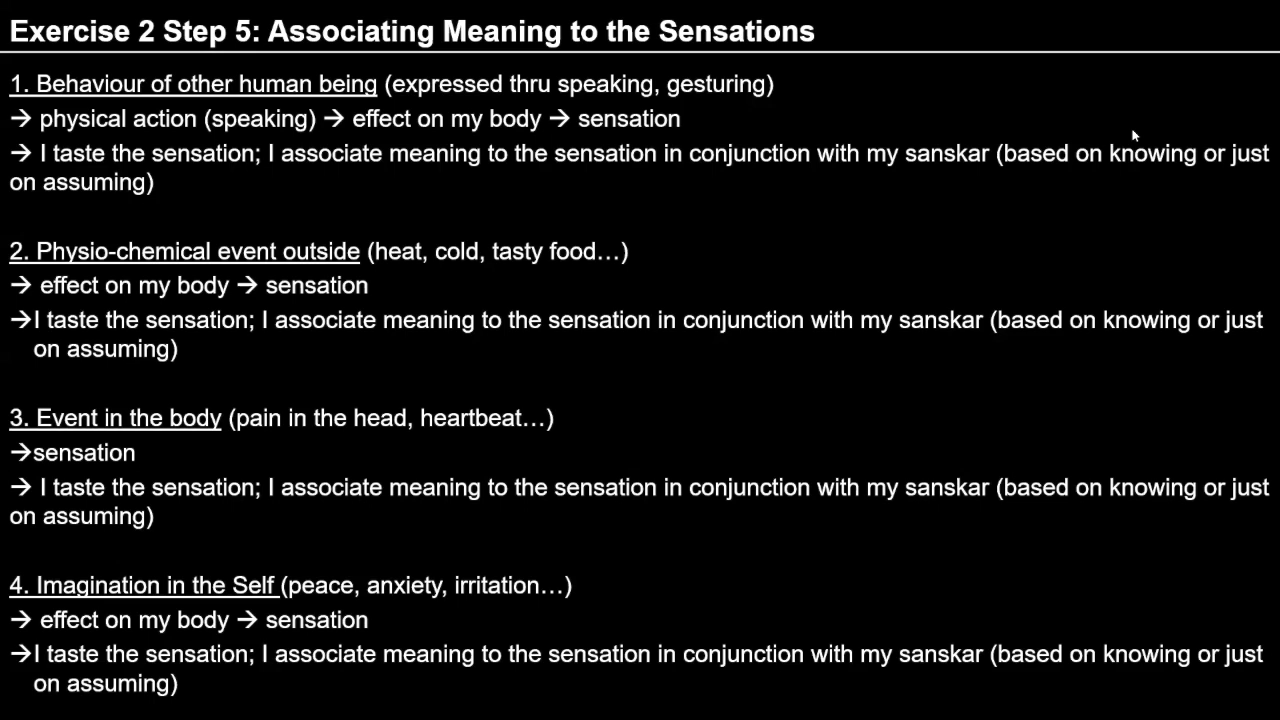 Exercise 2 Step 5: Associating Meaning to the Sensations
1. Behaviour of other human being (expressed thru speaking, gesturing)
→ physical action (speaking) → effect on my body → sensation
→ I taste the sensation; I associate meaning to the sensation in conjunction with my sanskar (based on knowing or just
on assuming)
2. Physio-chemical event outside (heat, cold, tasty food…)
→ effect on my body → sensation
→I taste the sensation; I associate meaning to the sensation in conjunction with my sanskar (based on knowing or just
on assuming)
3. Event in the body (pain in the head, heartbeat…)
→sensation
→ I taste the sensation; I associate meaning to the sensation in conjunction with my sanskar (based on knowing or just
on assuming)
4. Imagination in the Self (peace, anxiety, irritation…)
→ effect on my body → sensation
→I taste the sensation; I associate meaning to the sensation in conjunction with my sanskar (based on knowing or just
on assuming)